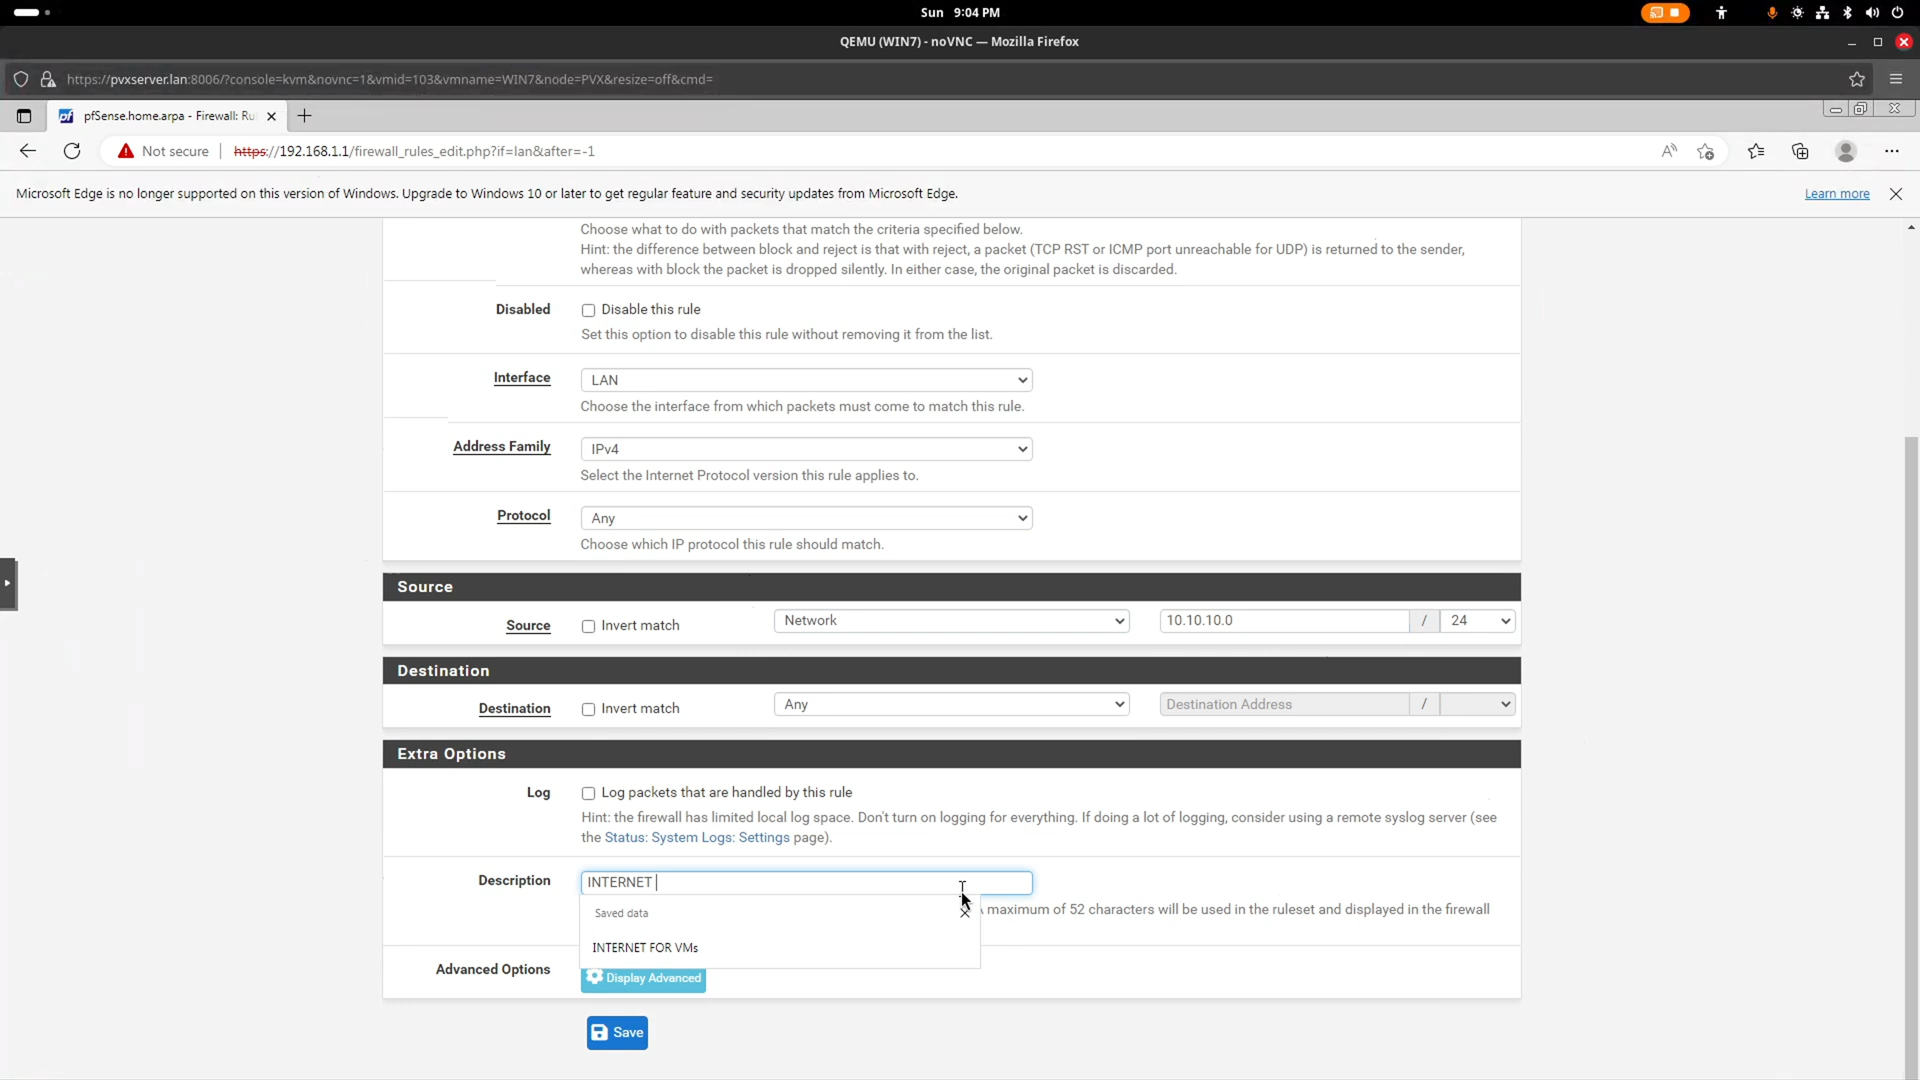 Sun 9:04 PM
QEMU (WIN7) - noVNC — Mozilla Firefox
https://pvxserver.lan:8006/?console=kvm&novnc=1&vmid=103&vmname=WIN7&node=PVX&resize=off&cmd=
pfSense.home.arpa - Firewall: Ru
Not secure https://192.168.1.1/firewall_rules_edit.php?if=lan&after=-1
Microsoft Edge is no longer supported on this version of Windows. Upgrade to Windows 10 or later to get regular feature and security updates from Microsoft Edge. Learn more
Choose what to do with packets that match the criteria specified below.
Hint: the difference between block and reject is that with reject, a packet (TCP RST or ICMP port unreachable for UDP) is returned to the sender,
whereas with block the packet is dropped silently. In either case, the original packet is discarded.
Disabled Disable this rule
Set this option to disable this rule without removing it from the list.
Interface LAN
Choose the interface from which packets must come to match this rule.
Address Family IPv4
Select the Internet Protocol version this rule applies to.
Protocol Any
Choose which IP protocol this rule should match.
Source
Source Invert match Network 10.10.10.0 / 24
Destination
Destination Invert match Any Destination Address /
Extra Options
Log Log packets that are handled by this rule
Hint: the firewall has limited local log space. Don't turn on logging for everything. If doing a lot of logging, consider using a remote syslog server (see
the Status: System Logs: Settings page).
Description INTERNET
Saved data
maximum of 52 characters will be used in the ruleset and displayed in the firewall
INTERNET FOR VMs
Advanced Options Display Advanced
Save